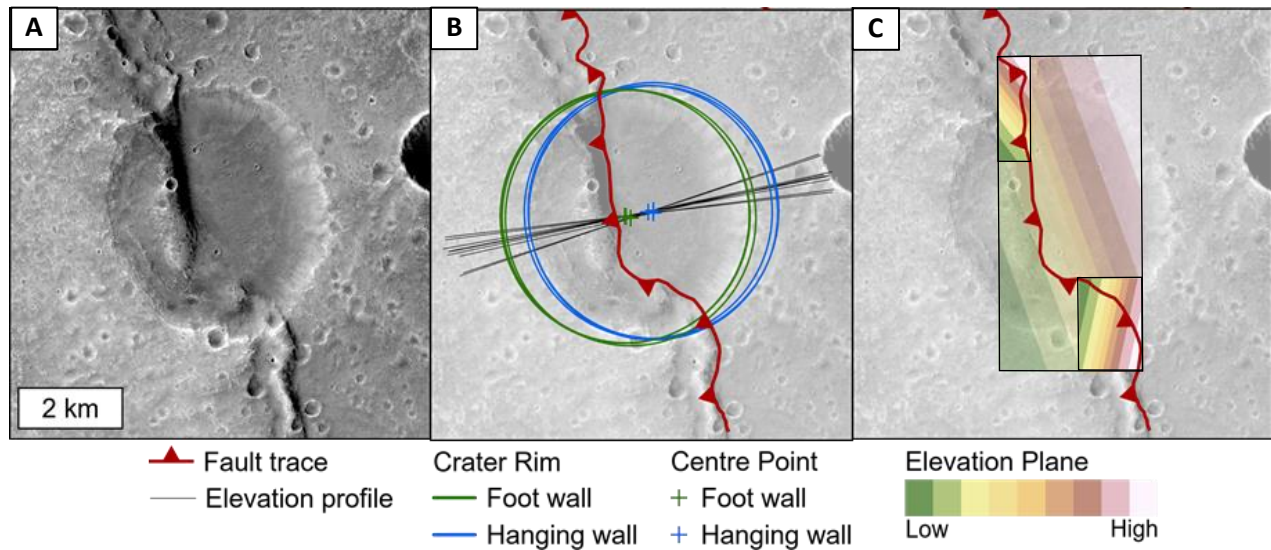 A
B
C
2 km
Fault trace
Elevation profile
Crater Rim
Foot wall
Hanging wall
Centre Point
Foot wall
Hanging wall
Elevation Plane
Low High